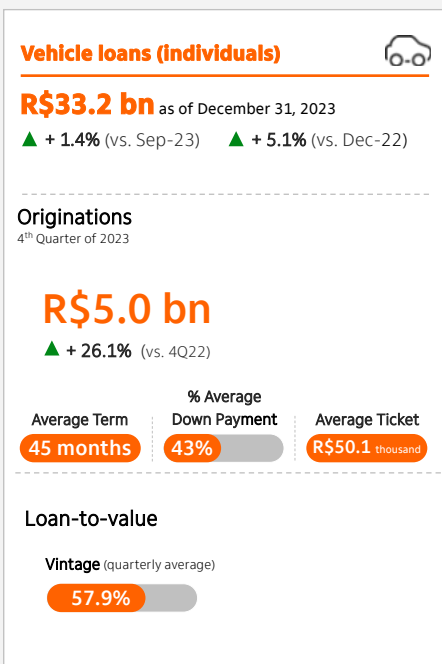 Vehicle loans (individuals)
R$33.2 bn as of December 31, 2023
+ 1.4% (vs. Sep-23) + 5.1% (vs. Dec-22)
Originations
4th Quarter of 2023
R$5.0 bn
+ 26.1% (vs. 4Q22)
% Average
Average Term Down Payment Average Ticket
45 months 43% R$50.1 thousand
Loan-to-value
Vintage (quarterly average)
57.9%